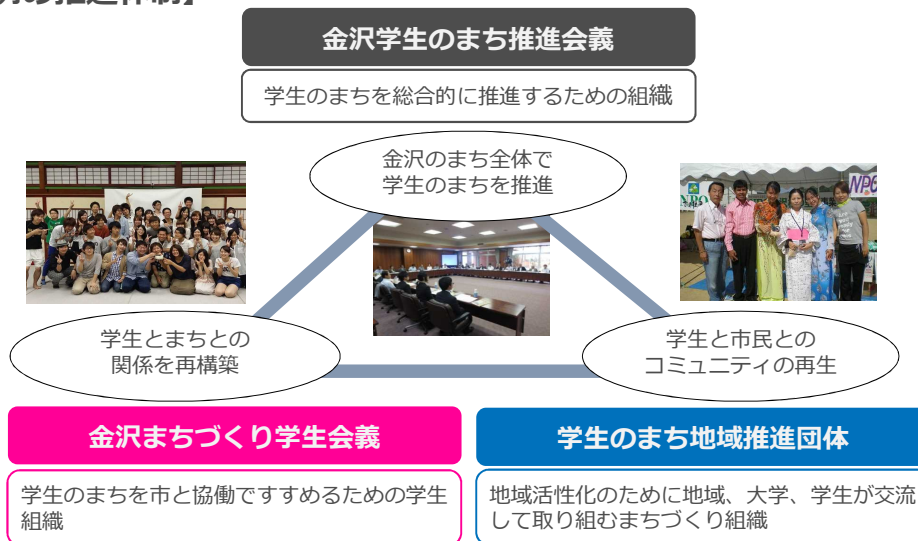 金沢学生のまち推進会議
学生のまちを総合的に推進するための組織
金沢のまち全体で
学生のまちを推進
NPO
学生とまちとの
関係を再構築
学生と市民との
コミュニティの再生
金沢まちづくり学生会議
学生のまち地域推進団体
学生のまちを市と協働ですすめるための学生
組織
地域活性化のために地域、大学、学生が交流
して取り組むまちづくり組織